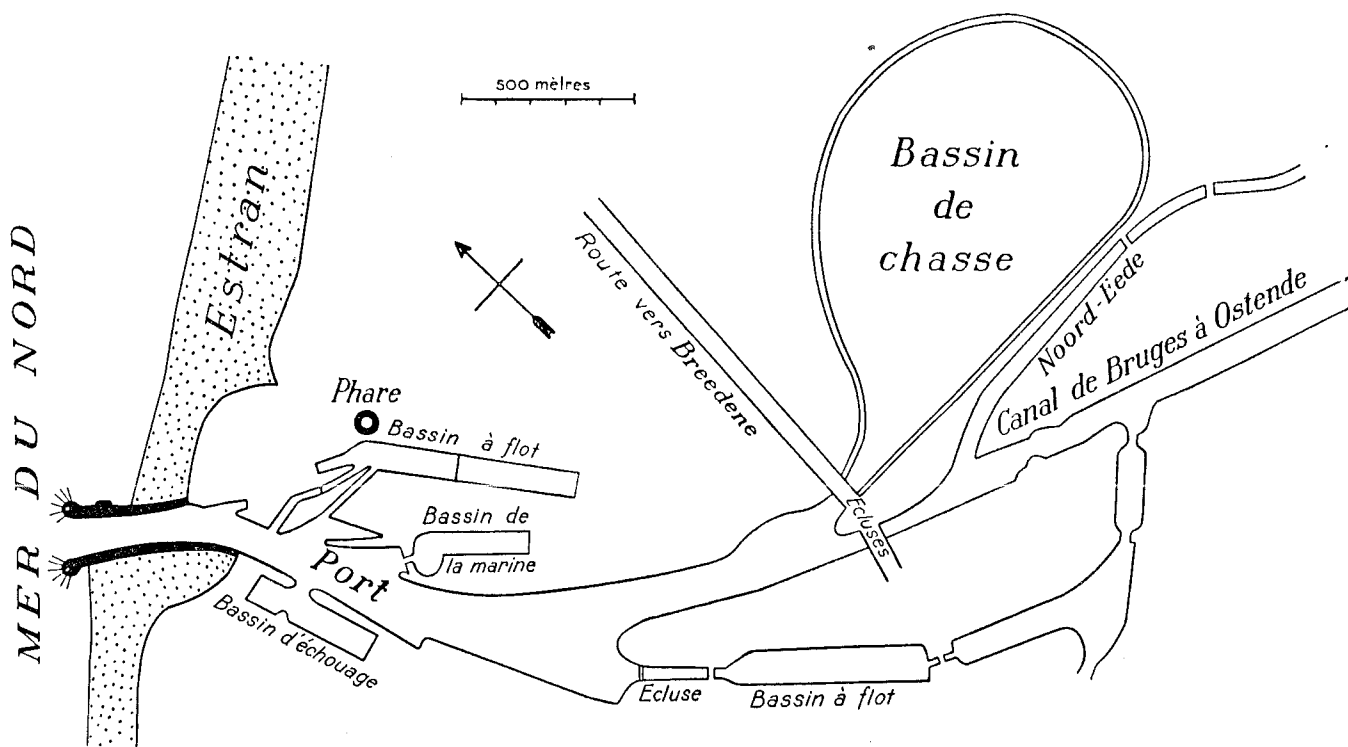 500 mètres
Bassin
de
chasse
MER DU NORD
Estran
Route vers Breedene
Noord-Eede
Canal de Bruges à Ostende
Phare
Bassin à flot
Ecluses
Bassin de
la marine
Port
Bassin d'échouage
Ecluse
Bassin à flot